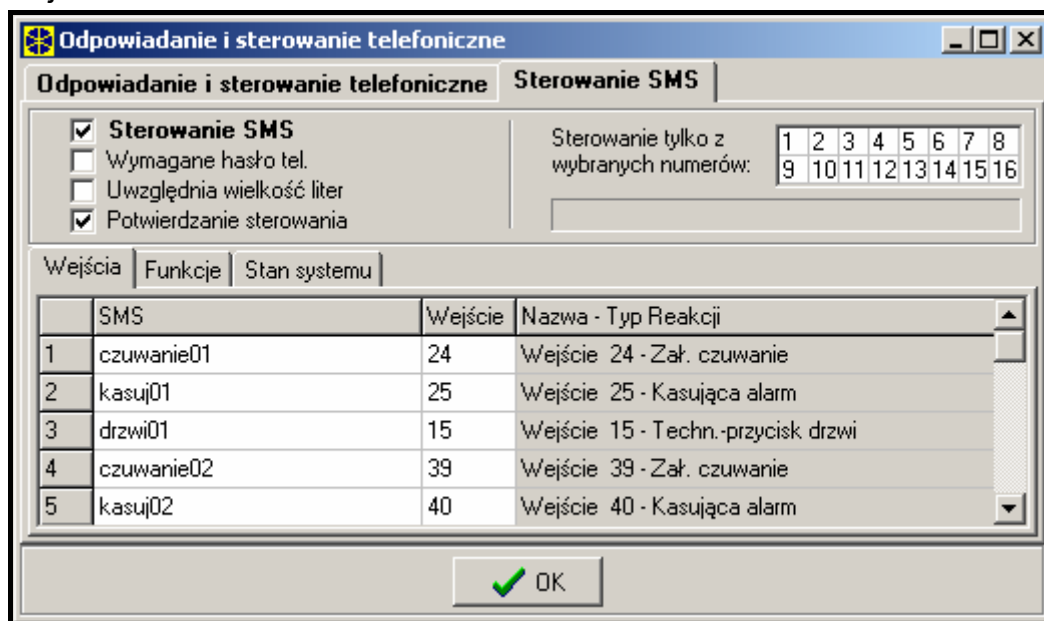 Odpowiadanie i sterowanie telefoniczne
Odpowiadanie i sterowanie telefoniczne Sterowanie SMS
Sterowanie SMS
Wymagane hasło tel.
Uwzględnia wielkość liter
Potwierdzanie sterowania
Sterowanie tylko z
wybranych numerów:
1 2 3 4 5 6 7 8
9 10 11 12 13 14 15 16
Wejścia Funkcje Stan systemu
SMS Wejście Nazwa - Typ Reakcji
1 czuwanie01 24 Wejście 24 - Zał. czuwanie
2 kasuj01 25 Wejście 25 - Kasująca alarm
3 drzwi01 15 Wejście 15 - Techn.-przycisk drzwi
4 czuwanie02 39 Wejście 39 - Zał. czuwanie
5 kasuj02 40 Wejście 40 - Kasująca alarm
OK